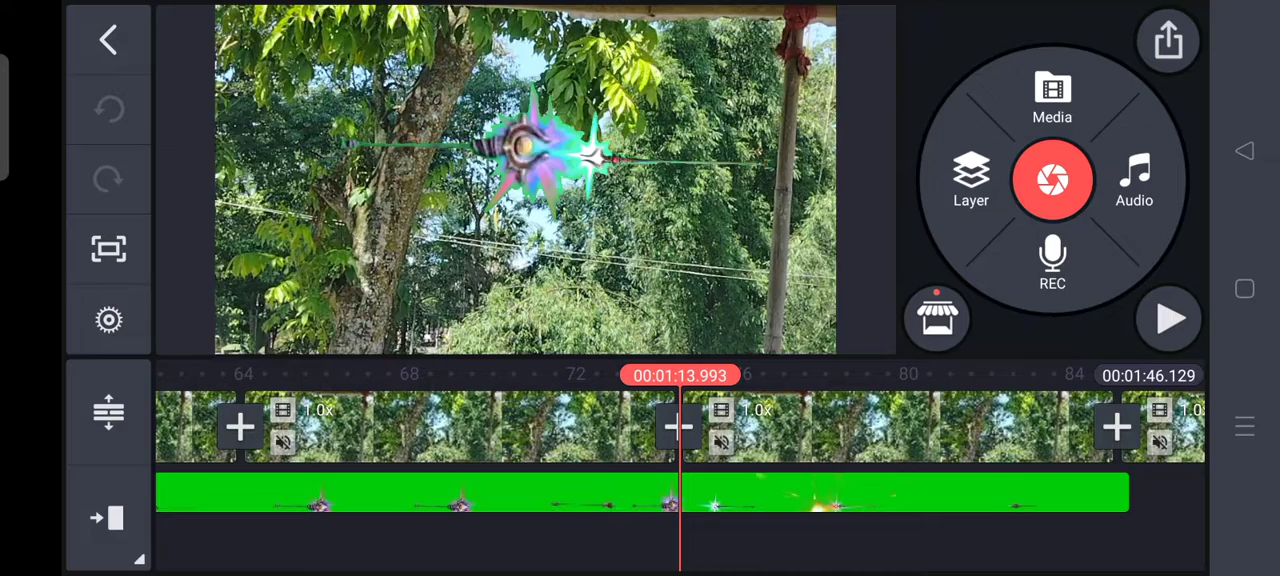 Media
Layer
Audio
REC
64
68
72
00:01:13.993
6
80
84
00:01:46.129
1.0x
1.0x
1.0